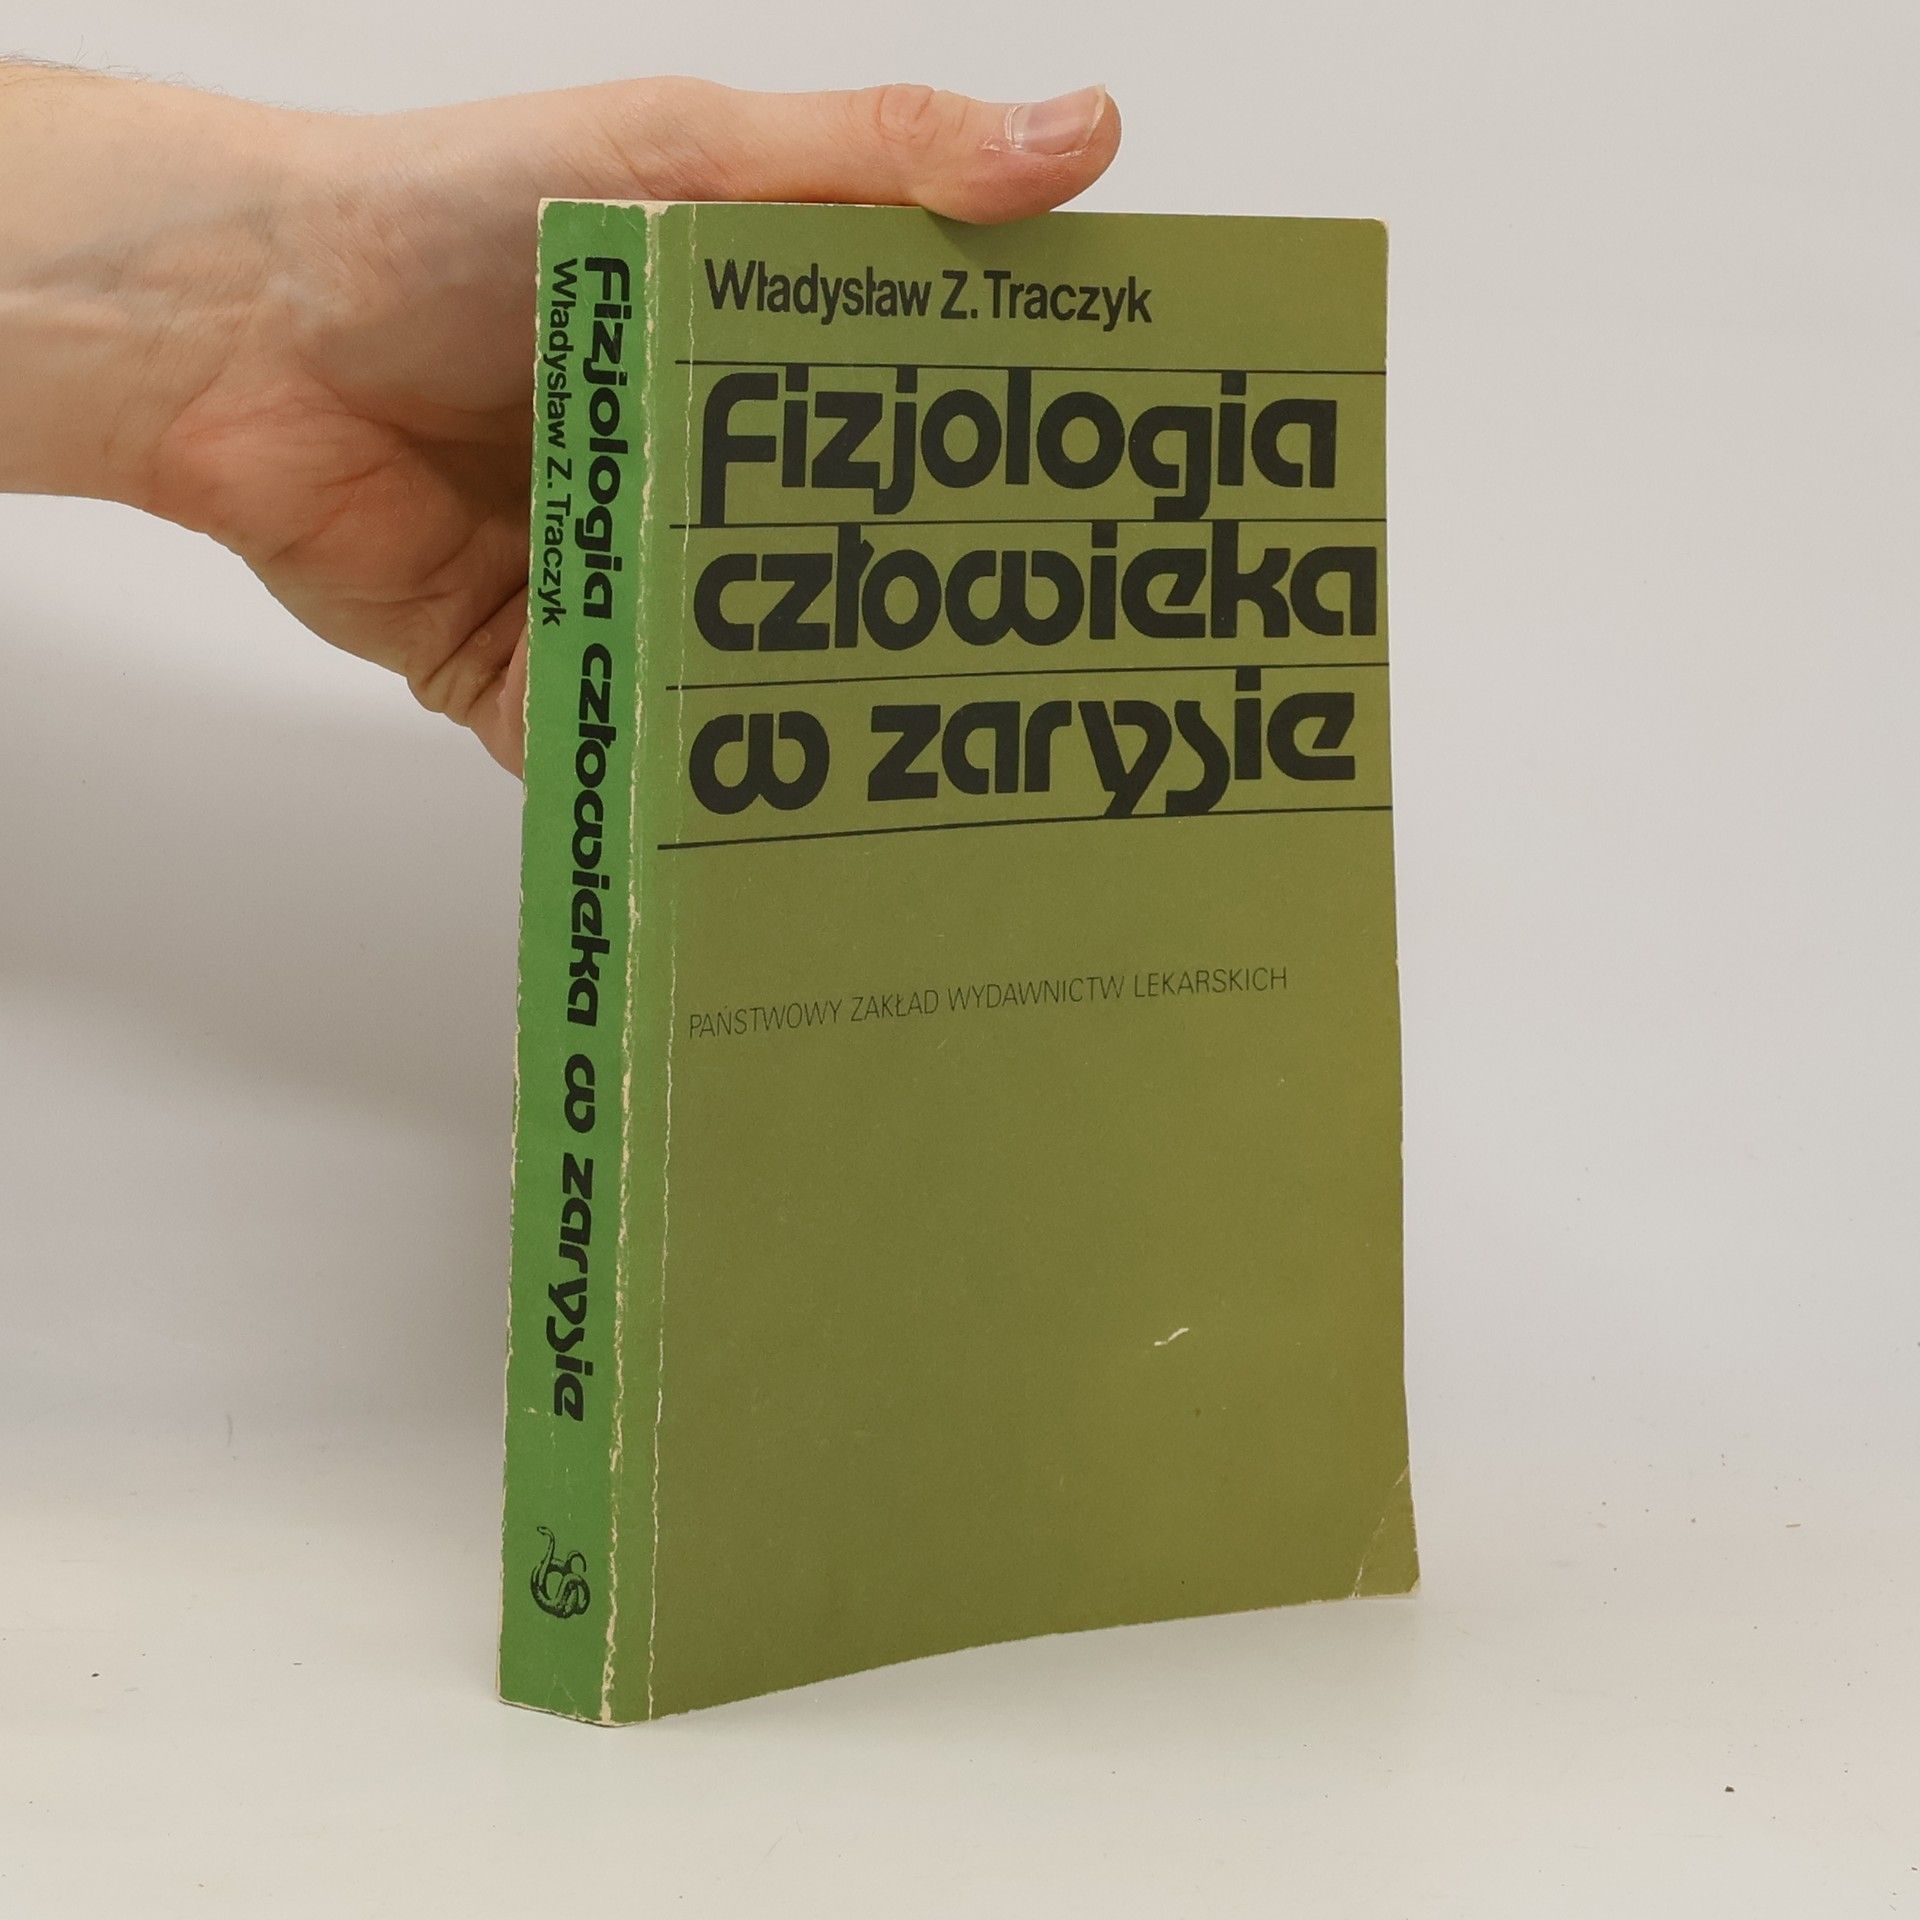 Władysław Z. Traczyk
Fizjologia
człowieka
w zarysie
PAŃSTWOWY ZAKŁAD WYDAWNICTW LEKARSKICH
Fizjologia człowieka w zarysie
Władysław Z. Traczyk